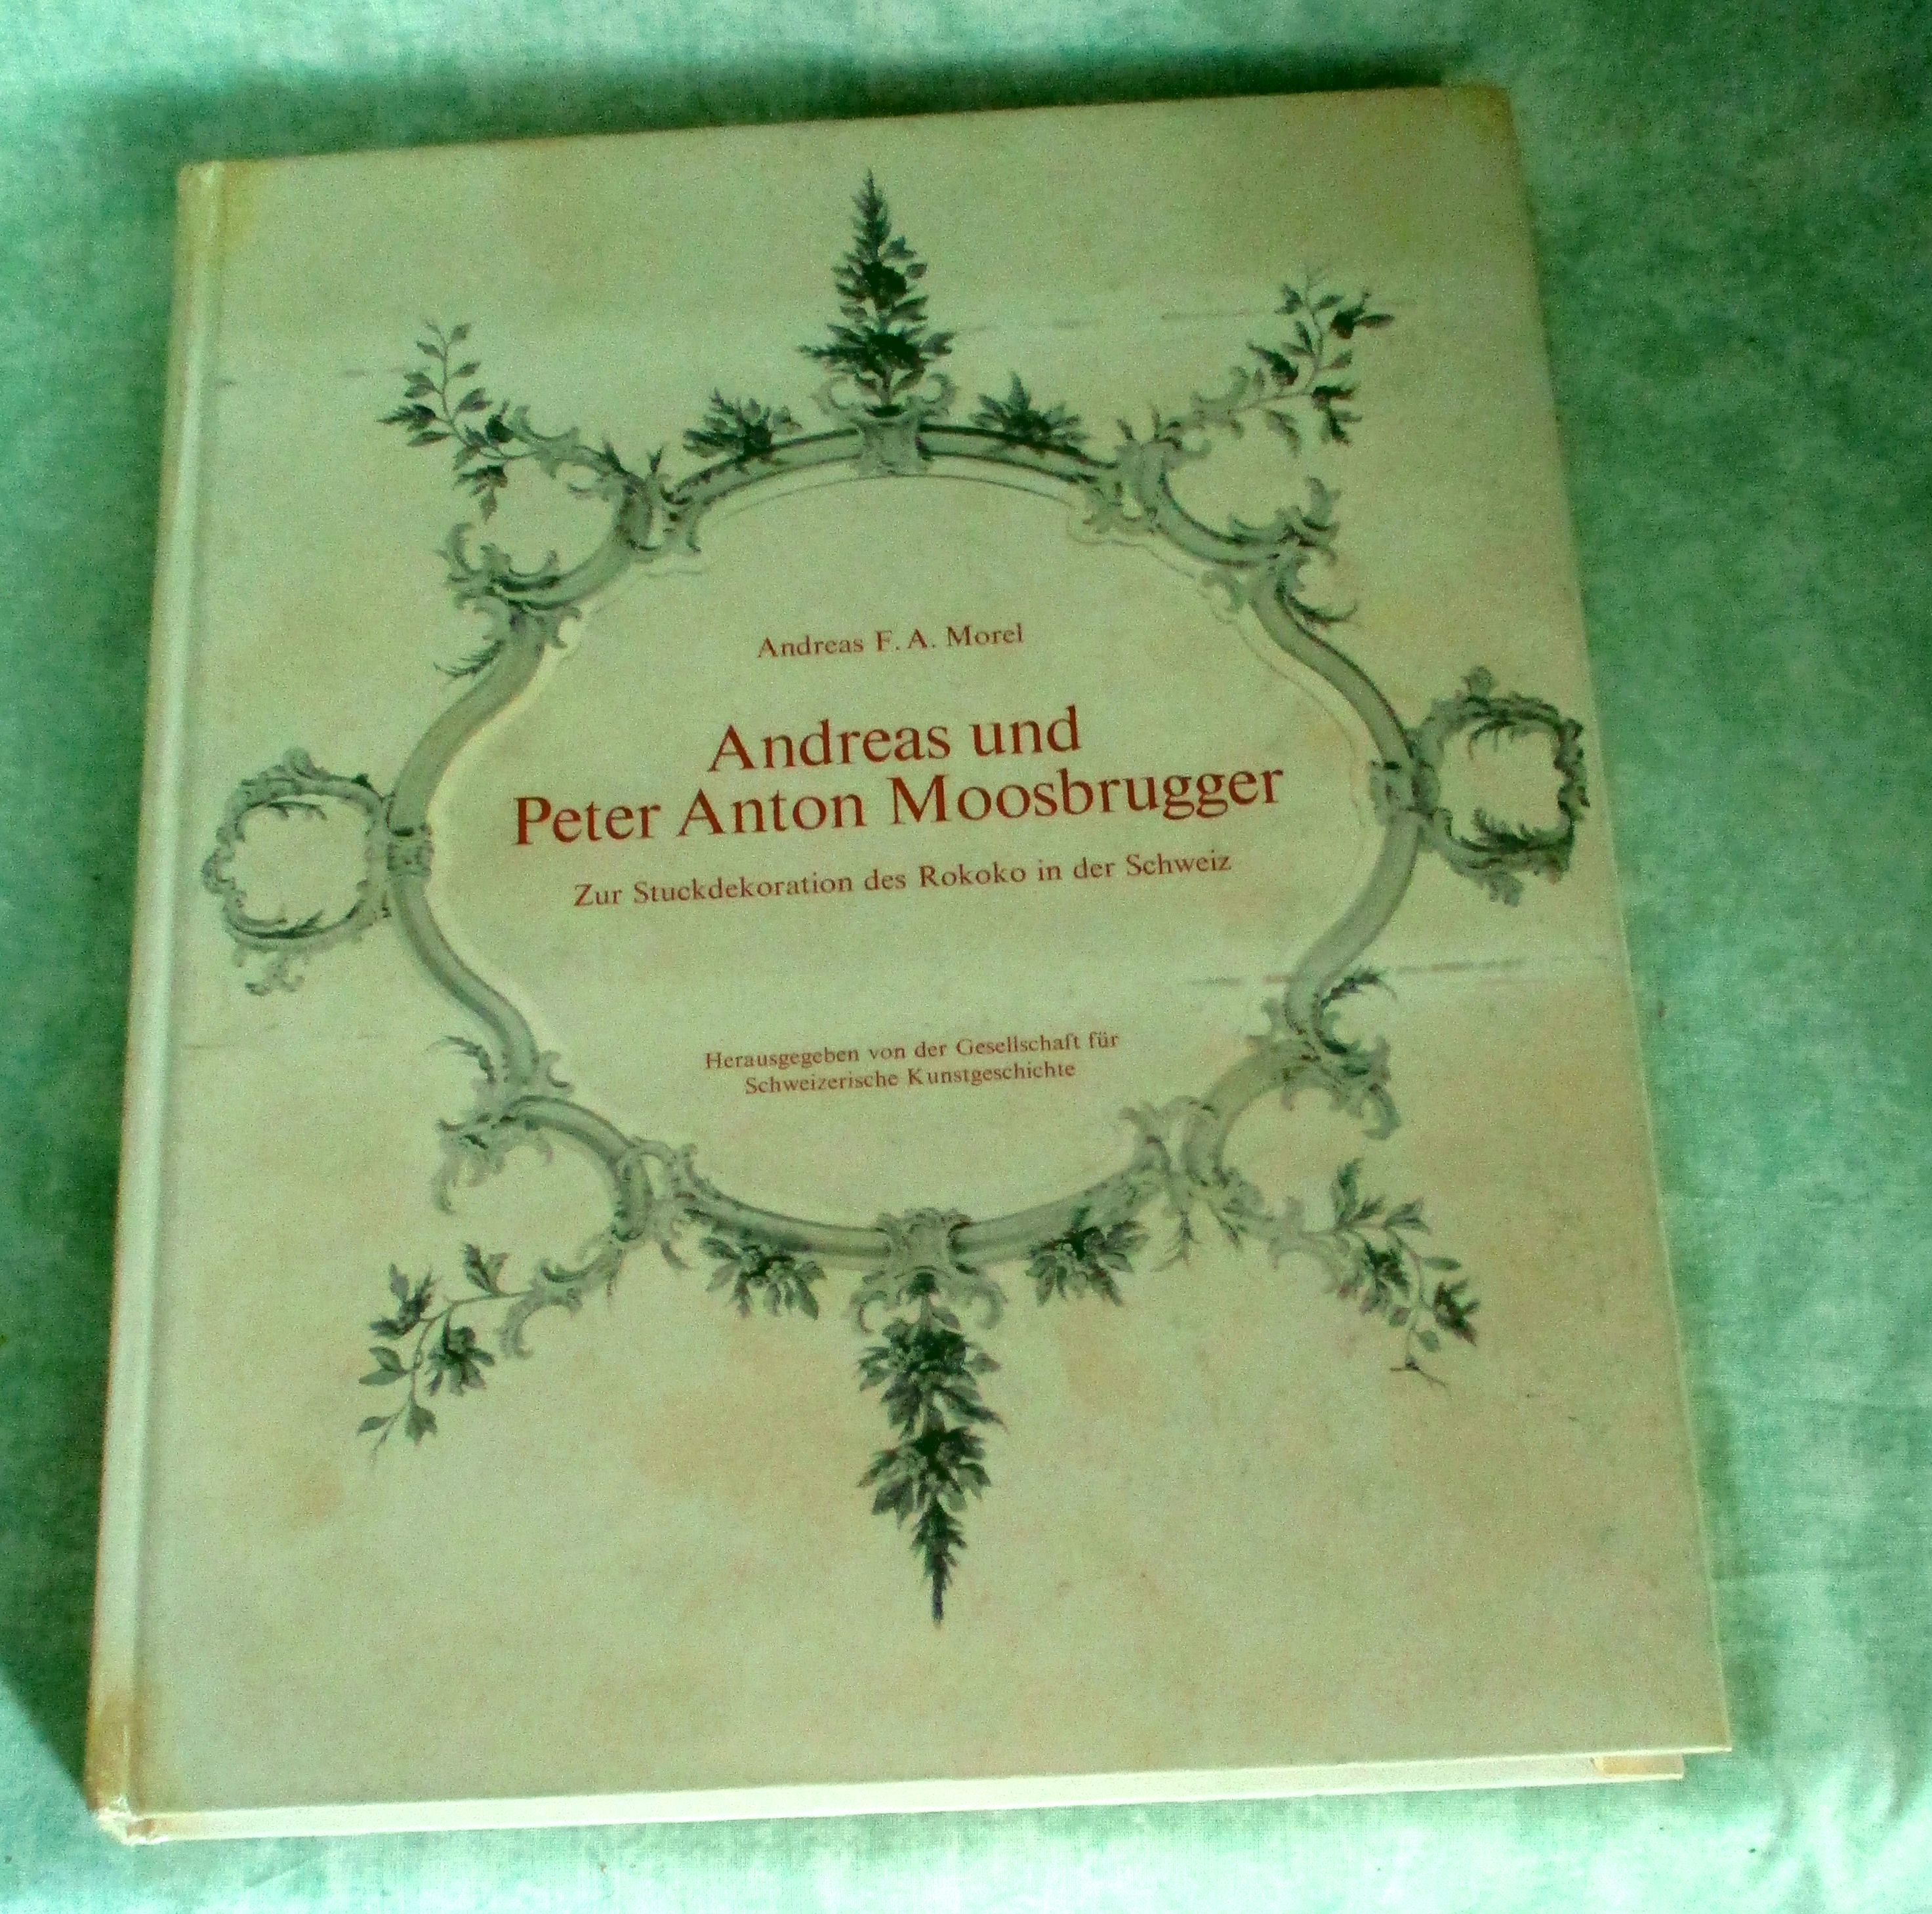 Andreas F. A. Morel
Andreas und
Peter Anton Moosbrugger
Zur Stuckdekoration des Rokoko in der Schweiz
Herausgegeben von der Gesellschaft für
Schweizerische Kunstgeschichte